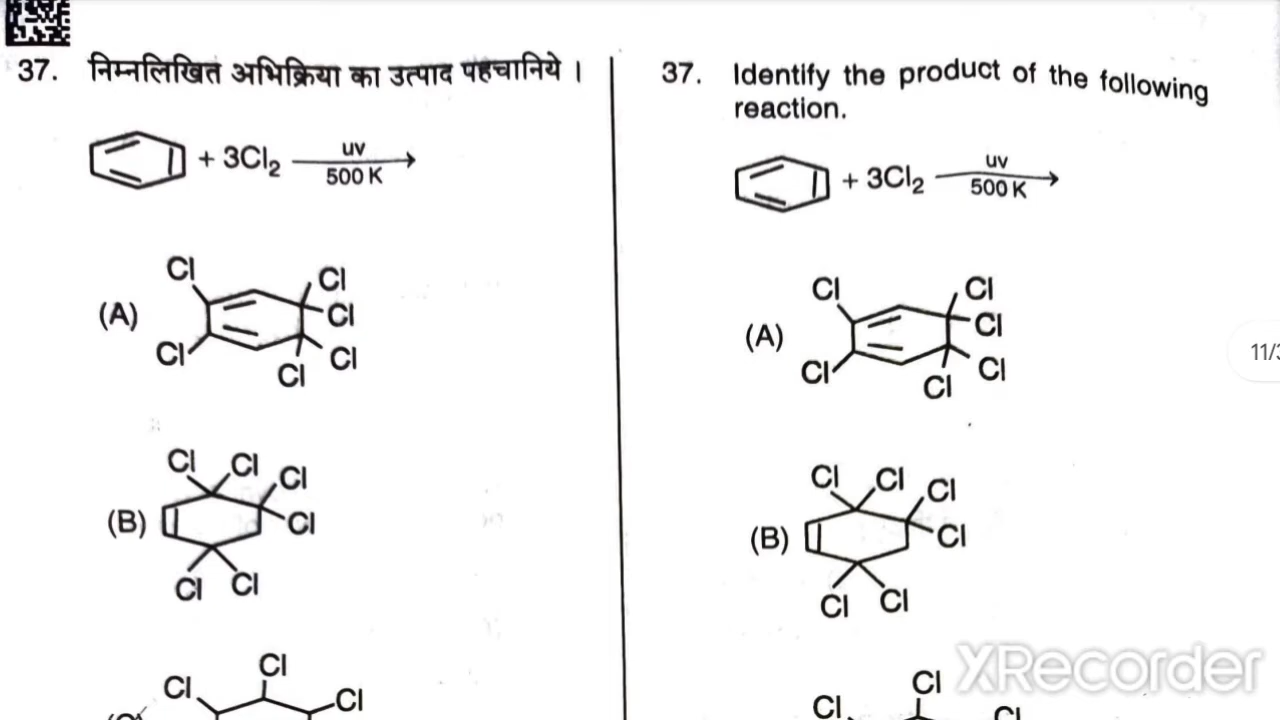 37. निम्नलिखित अभिक्रिया का उत्पाद पहचानिये ।
+ 3Cl₂ uv 500 K
(A) Cl Cl Cl Cl Cl Cl
(B) Cl Cl Cl Cl Cl Cl
Cl Cl Cl
37. Identify the product of the following
reaction.
+ 3Cl₂ uv 500 K
(A) Cl Cl Cl Cl Cl Cl
(B) Cl Cl Cl Cl Cl Cl
Cl Cl Cl
11/3
XRecorder